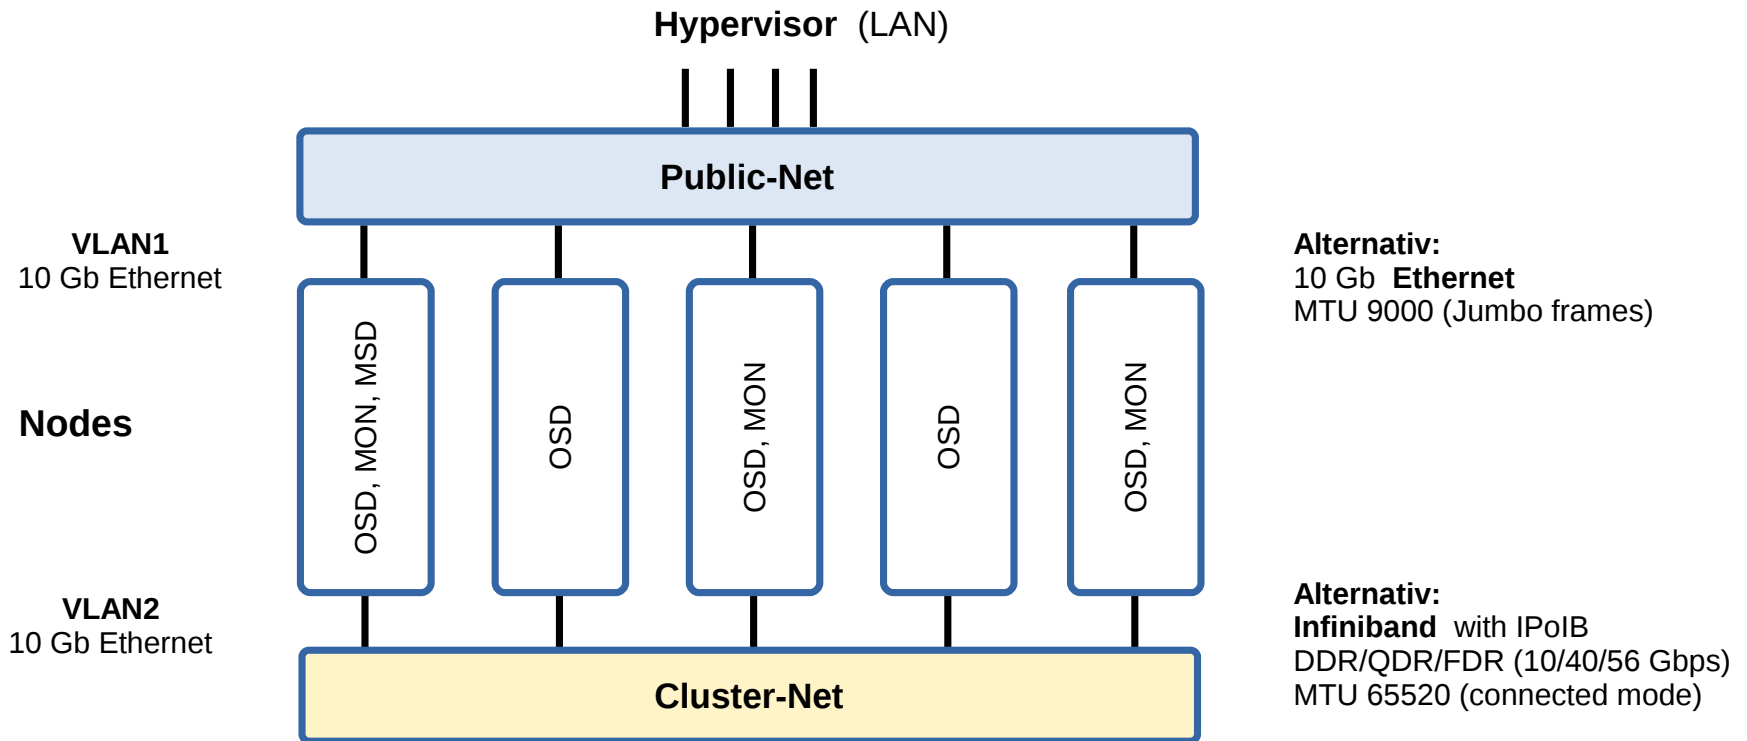 Hypervisor (LAN)
Public-Net
VLAN1
10 Gb Ethernet
Alternativ:
10 Gb Ethernet
MTU 9000 (Jumbo frames)
Nodes
OSD, MON, MSD
OSD
OSD, MON
OSD
OSD, MON
VLAN2
10 Gb Ethernet
Alternativ:
Infiniband with IPoIB
DDR/QDR/FDR (10/40/56 Gbps)
MTU 65520 (connected mode)
Cluster-Net